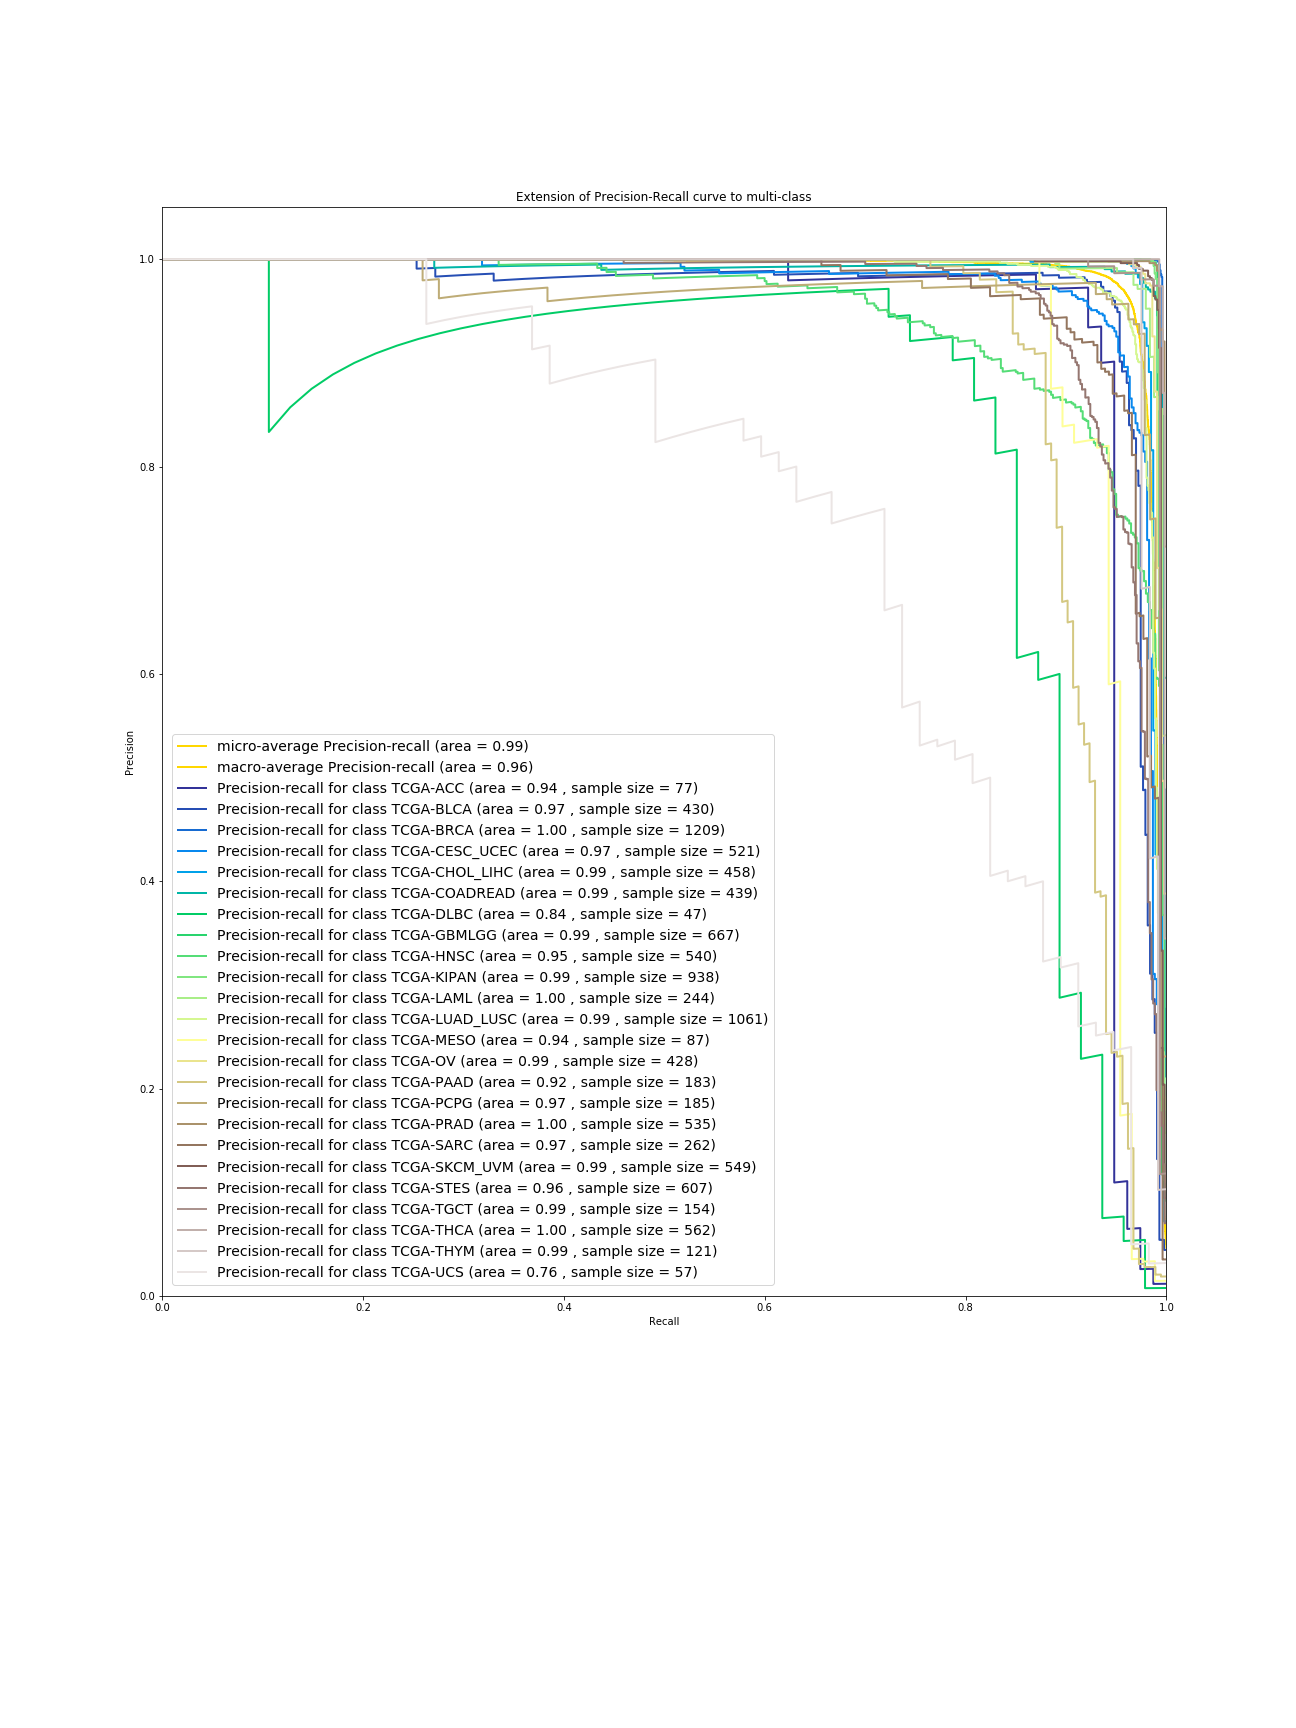 Extension of Precision-Recall curve to multi-class
1.0
0.8
0.6
Precision
0.4
0.2
0.0
micro-average Precision-recall (area = 0.99)
macro-average Precision-recall (area = 0.96)
Precision-recall for class TCGA-ACC (area = 0.94 , sample size = 77)
Precision-recall for class TCGA-BLCA (area = 0.97 , sample size = 430)
Precision-recall for class TCGA-BRCA (area = 1.00 , sample size = 1209)
Precision-recall for class TCGA-CESC_UCEC (area = 0.97 , sample size = 521)
Precision-recall for class TCGA-CHOL_LIHC (area = 0.99 , sample size = 458)
Precision-recall for class TCGA-COADREAD (area = 0.99 , sample size = 439)
Precision-recall for class TCGA-DLBC (area = 0.84 , sample size = 47)
Precision-recall for class TCGA-GBMLGG (area = 0.99 , sample size = 667)
Precision-recall for class TCGA-HNSC (area = 0.95 , sample size = 540)
Precision-recall for class TCGA-KIPAN (area = 0.99 , sample size = 938)
Precision-recall for class TCGA-LAML (area = 1.00 , sample size = 244)
Precision-recall for class TCGA-LUAD_LUSC (area = 0.99 , sample size = 1061)
Precision-recall for class TCGA-MESO (area = 0.94 , sample size = 87)
Precision-recall for class TCGA-OV (area = 0.99 , sample size = 428)
Precision-recall for class TCGA-PAAD (area = 0.92 , sample size = 183)
Precision-recall for class TCGA-PCPG (area = 0.97 , sample size = 185)
Precision-recall for class TCGA-PRAD (area = 1.00 , sample size = 535)
Precision-recall for class TCGA-SARC (area = 0.97 , sample size = 262)
Precision-recall for class TCGA-SKCM_UVM (area = 0.99 , sample size = 549)
Precision-recall for class TCGA-STES (area = 0.96 , sample size = 607)
Precision-recall for class TCGA-TGCT (area = 0.99 , sample size = 154)
Precision-recall for class TCGA-THCA (area = 1.00 , sample size = 562)
Precision-recall for class TCGA-THYM (area = 0.99 , sample size = 121)
Precision-recall for class TCGA-UCS (area = 0.76 , sample size = 57)
0.0 0.2 0.4 0.6 0.8 1.0
Recall